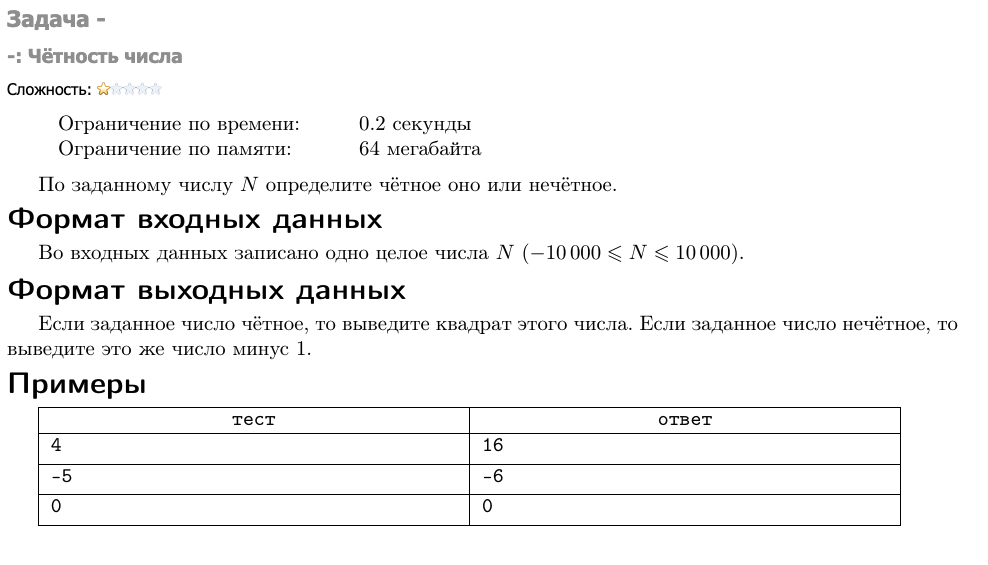 Задача -
-: Чётность числа
Сложность:
Ограничение по времени: 0.2 секунды
Ограничение по памяти: 64 мегабайта
По заданному числу N определите чётное оно или нечётное.
Формат входных данных
Во входных данных записано одно целое числа N (−10 000 ⩽ N ⩽ 10 000).
Формат выходных данных
Если заданное число чётное, то выведите квадрат этого числа. Если заданное число нечётное, то
выведите это же число минус 1.
Примеры
тест ответ
4 16
-5 -6
0 0